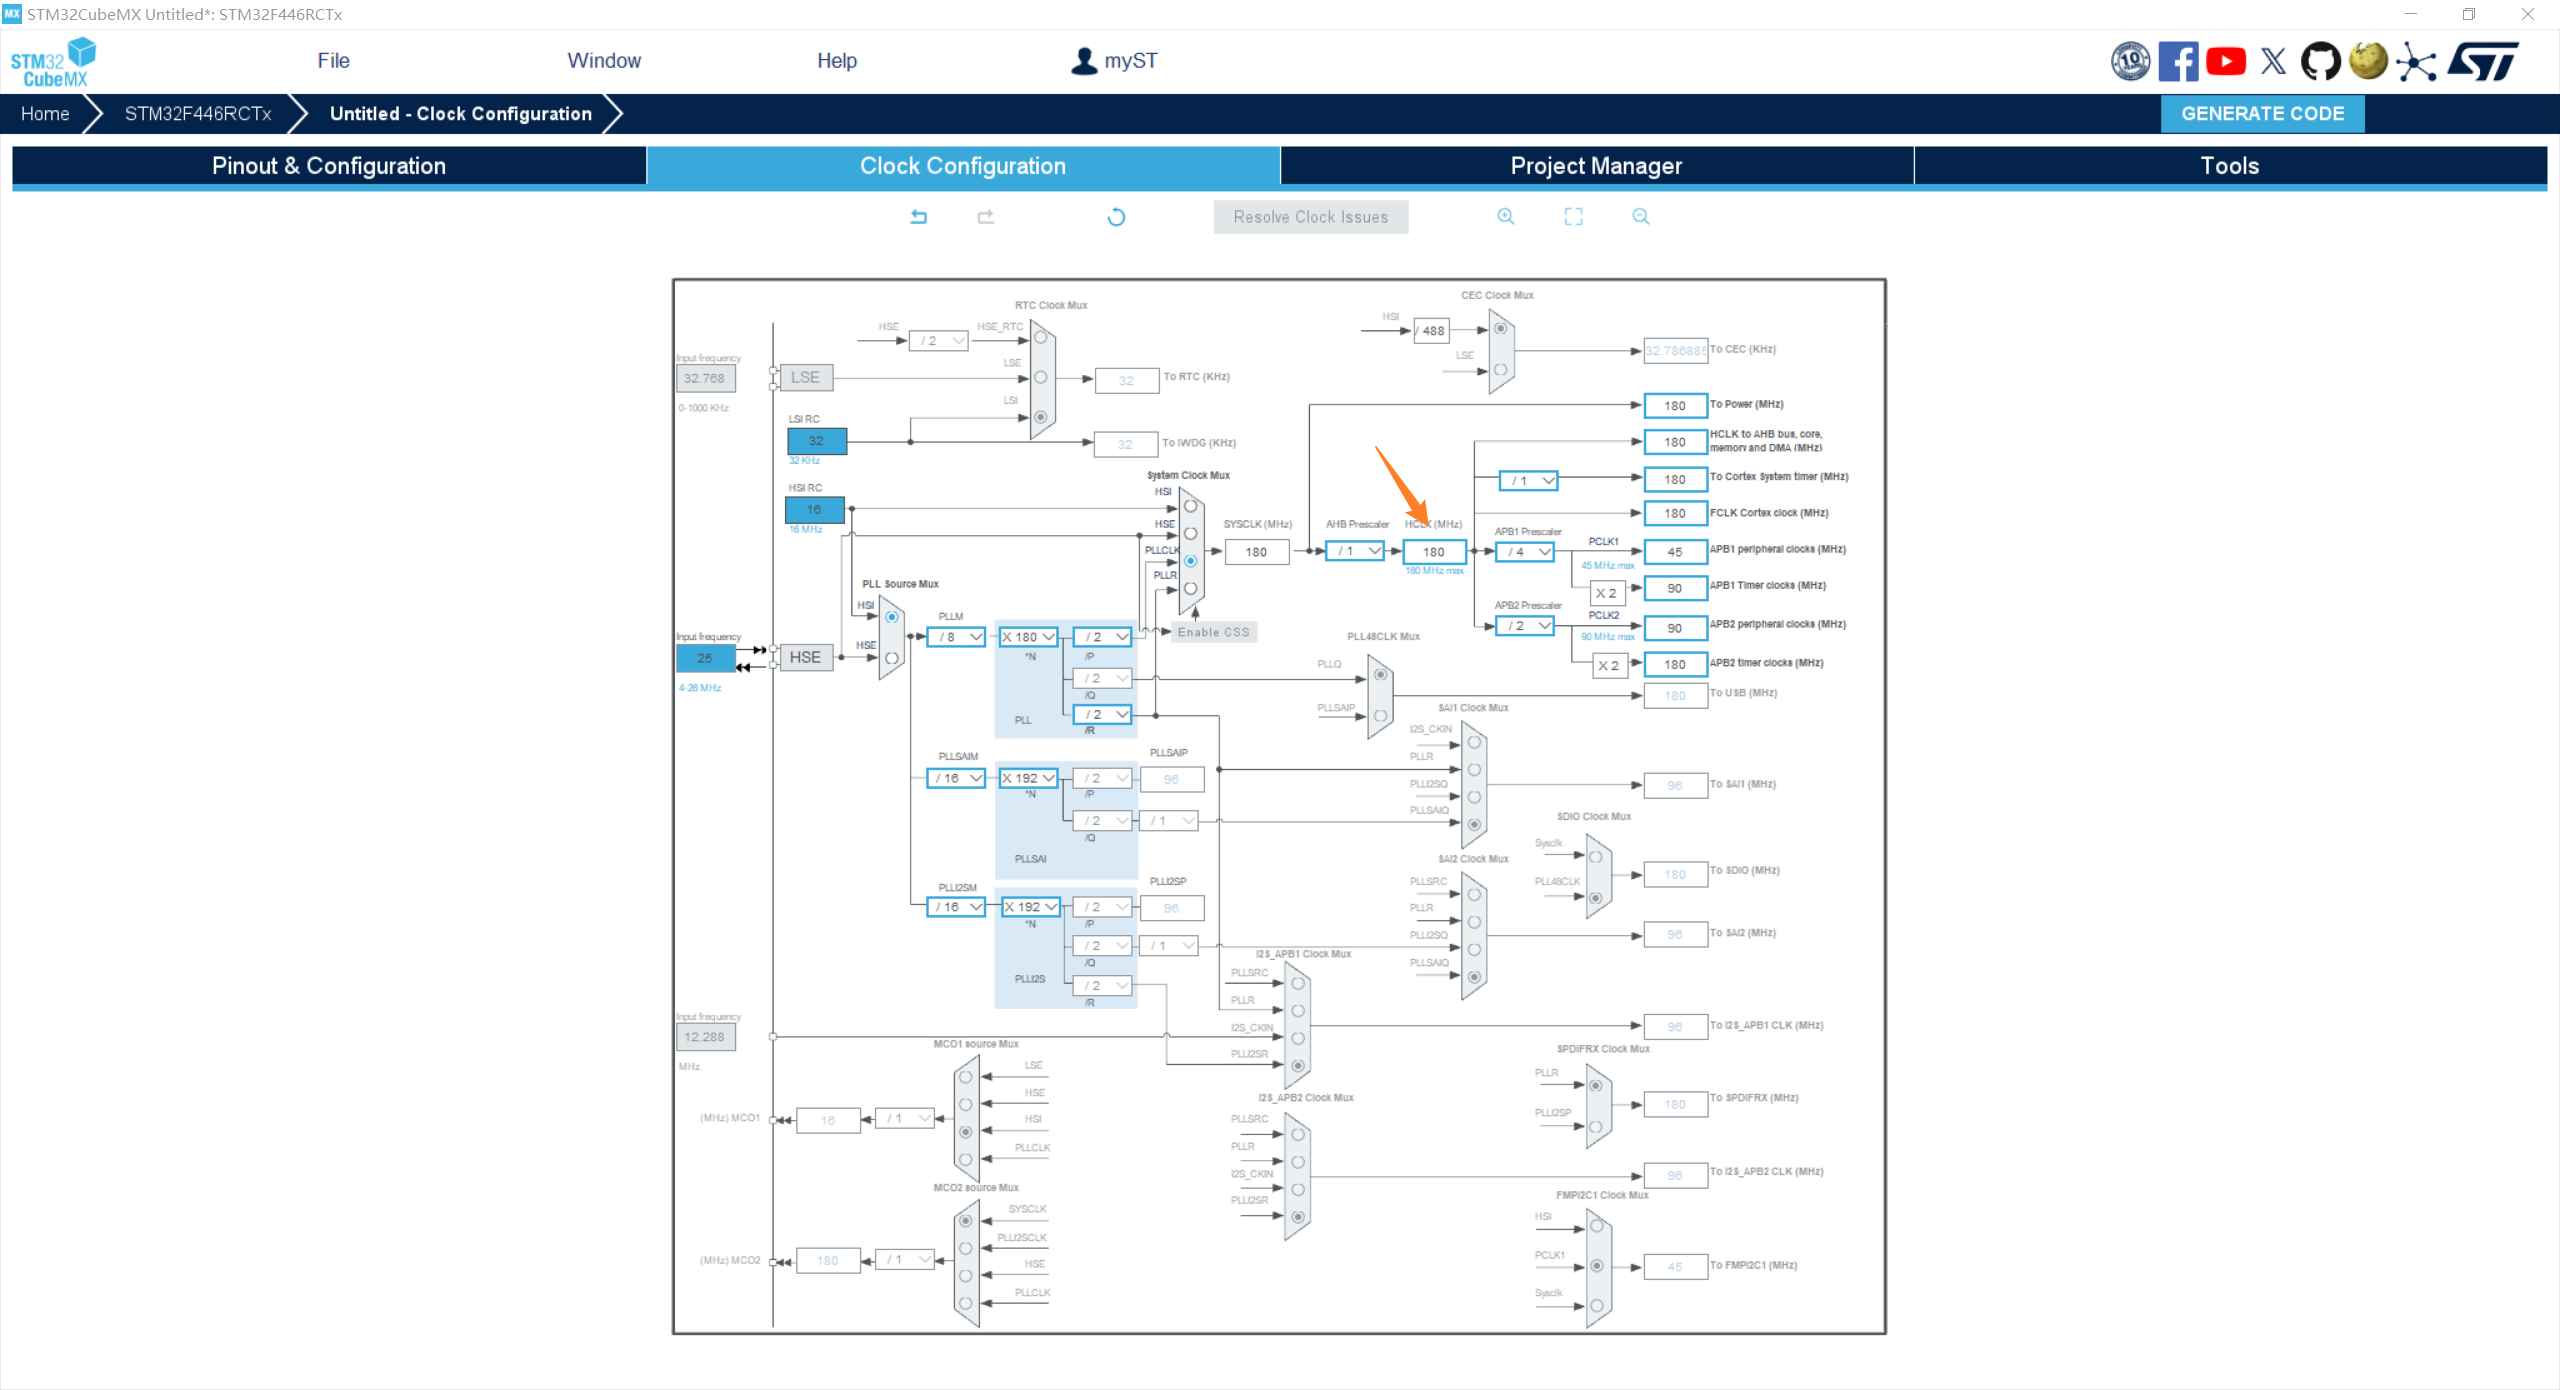 MX STM32CubeMX Untitled*: STM32F446RCTx
STM32
CubeMX
File
Window
Help
myST
10
GENERATE CODE
Home
STM32F446RCTx
Untitled - Clock Configuration
Pinout & Configuration
Clock Configuration
Project Manager
Tools
Resolve Clock Issues
RTC Clock Mux
HSE
/ 2
HSE_RTC
LSE
LSI
Input frequency
32.768
0-1000 KHz
LSE
32
To RTC (KHz)
LSI RC
32
32 KHz
32
To IWDG (KHz)
HSI RC
16
16 MHz
CEC Clock Mux
HSI
/ 488
LSE
32.786885
To CEC (KHz)
System Clock Mux
HSI
HSE
PLLCLK
PLLR
Enable CSS
SYSCLK (MHz)
180
AHB Prescaler
/ 1
HCLK (MHz)
180
180 MHz max
180
To Power (MHz)
180
HCLK to AHB bus, core,
memory and DMA (MHz)
/ 1
180
To Cortex System timer (MHz)
180
FCLK Cortex clock (MHz)
APB1 Prescaler
/ 4
PCLK1
45 MHz max
45
APB1 peripheral clocks (MHz)
X 2
90
APB1 Timer clocks (MHz)
APB2 Prescaler
/ 2
PCLK2
90 MHz max
90
APB2 peripheral clocks (MHz)
X 2
180
APB2 timer clocks (MHz)
PLL Source Mux
HSI
HSE
Input frequency
25
4-26 MHz
HSE
PLLM
/ 8
X 180
*N
/ 2
/P
/ 2
/Q
/ 2
/R
PLL
PLL48CLK Mux
PLLQ
PLLSAIP
180
To USB (MHz)
PLLSAIM
/ 16
X 192
*N
/ 2
/P
/ 2
/Q
PLLSAI
PLLSAIP
96
/ 1
SAI1 Clock Mux
I2S_CKIN
PLLR
PLLI2SQ
PLLSAIQ
96
To SAI1 (MHz)
SDIO Clock Mux
Sysclk
PLL48CLK
180
To SDIO (MHz)
SAI2 Clock Mux
PLLSRC
PLLR
PLLI2SQ
PLLSAIQ
96
To SAI2 (MHz)
PLLI2SM
/ 16
X 192
*N
/ 2
/P
/ 2
/Q
/ 2
/R
PLLI2S
PLLI2SP
96
/ 1
I2S_APB1 Clock Mux
PLLSRC
PLLR
I2S_CKIN
PLLI2SR
96
To I2S_APB1 CLK (MHz)
Input frequency
12.288
MHz
MCO1 source Mux
LSE
HSE
HSI
PLLCLK
(MHz) MCO1
16
/ 1
SPDIFRX Clock Mux
PLLR
PLLI2SP
180
To SPDIFRX (MHz)
I2S_APB2 Clock Mux
PLLSRC
PLLR
I2S_CKIN
PLLI2SR
96
To I2S_APB2 CLK (MHz)
MCO2 source Mux
SYSCLK
PLLI2SCLK
HSE
PLLCLK
(MHz) MCO2
180
/ 1
FMPI2C1 Clock Mux
HSI
PCLK1
Sysclk
45
To FMPI2C1 (MHz)